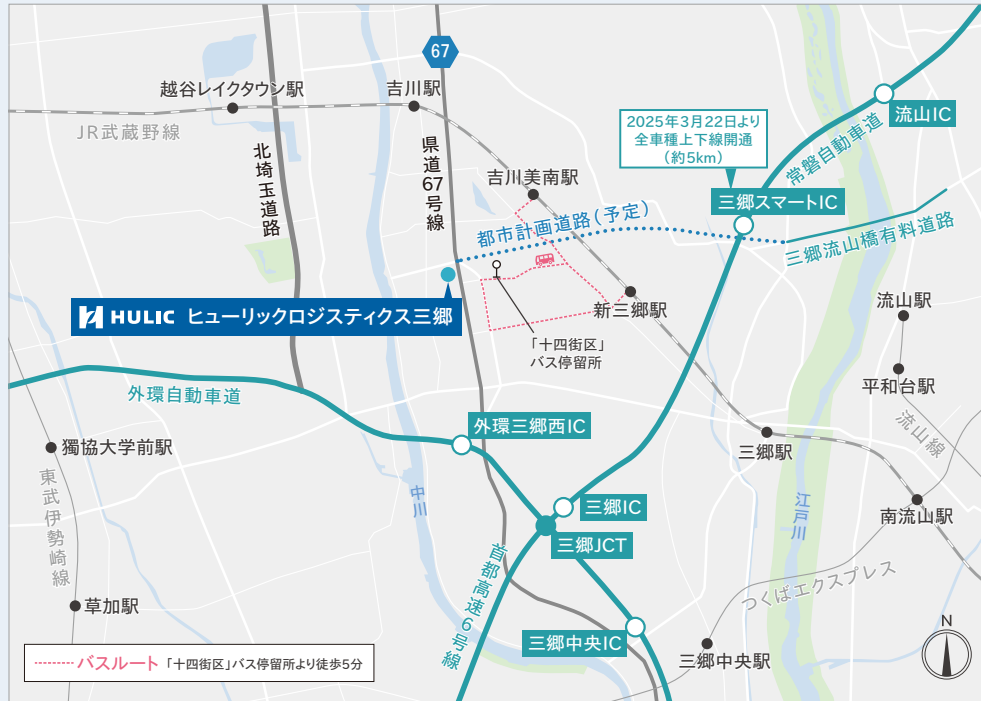 67
越谷レイクタウン駅
吉川駅
JR武蔵野線
北埼玉道路
県道67号線
2025年3月22日より
全車種上下線開通
(約5km)
常磐自動車道
流山IC
吉川美南駅
三郷スマートIC
都市計画道路(予定)
三郷流山橋有料道路
HULIC ヒューリックロジスティクス三郷
新三郷駅
流山駅
「十四街区」
バス停留所
平和台駅
外環自動車道
流山線
外環三郷西IC
獨協大学前駅
三郷駅
東武伊勢崎線
中川
江戸川
三郷IC
南流山駅
三郷JCT
首都高速6号線
つくばエクスプレス
草加駅
三郷中央IC
三郷中央駅
N
バスルート 「十四街区」バス停留所より徒歩5分